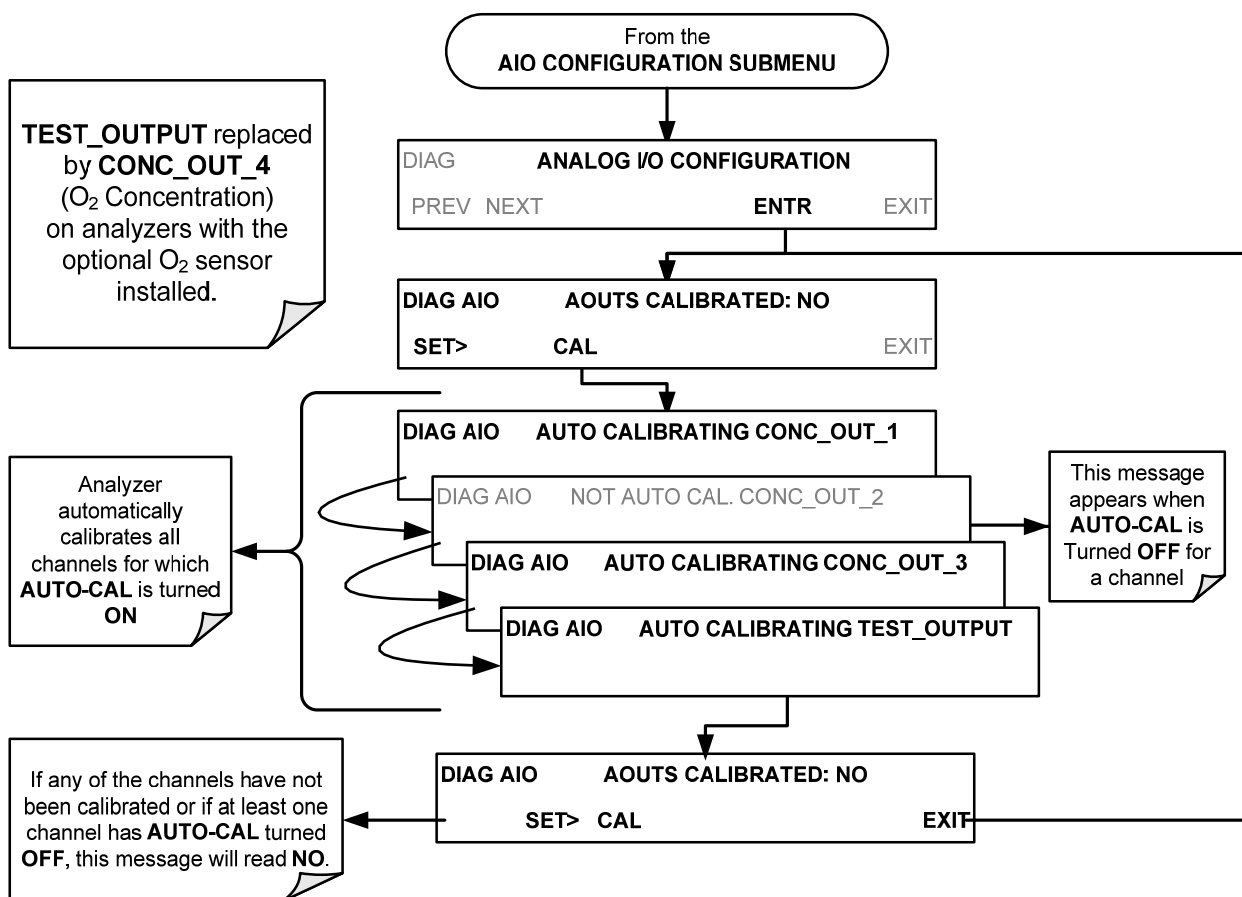 From the
AIO CONFIGURATION SUBMENU
TEST_OUTPUT replaced
by CONC_OUT_4
(O₂ Concentration)
on analyzers with the
optional O₂ sensor
installed.
DIAG ANALOG I/O CONFIGURATION
PREV NEXT ENTR EXIT
DIAG AIO AOUTS CALIBRATED: NO
SET> CAL EXIT
DIAG AIO AUTO CALIBRATING CONC_OUT_1
DIAG AIO NOT AUTO CAL. CONC_OUT_2
DIAG AIO AUTO CALIBRATING CONC_OUT_3
DIAG AIO AUTO CALIBRATING TEST_OUTPUT
Analyzer
automatically
calibrates all
channels for which
AUTO-CAL is turned
ON
This message
appears when
AUTO-CAL is
Turned OFF for
a channel
DIAG AIO AOUTS CALIBRATED: NO
SET> CAL EXIT
If any of the channels have not
been calibrated or if at least one
channel has AUTO-CAL turned
OFF, this message will read NO.